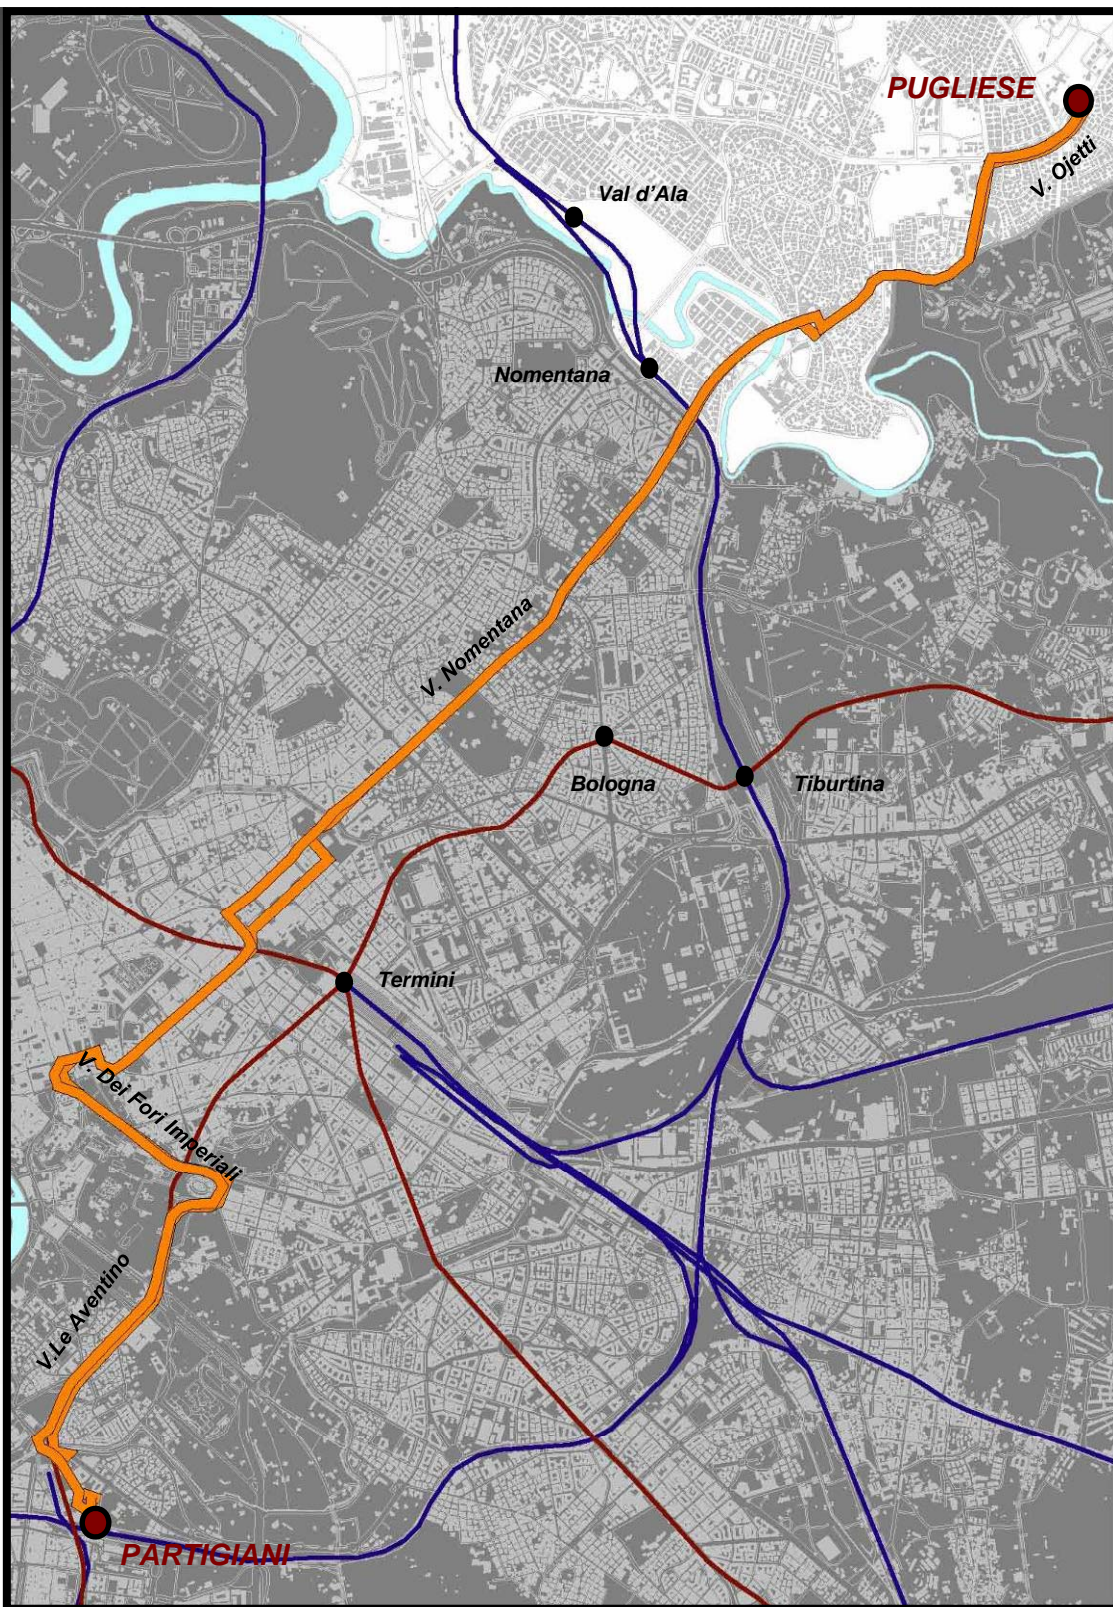 PUGLIESE
V. Ojetti
Val d'Ala
Nomentana
V. Nomentana
Bologna
Tiburtina
Termini
V. Dei Fori Imperiali
V.Le Aventino
PARTIGIANI